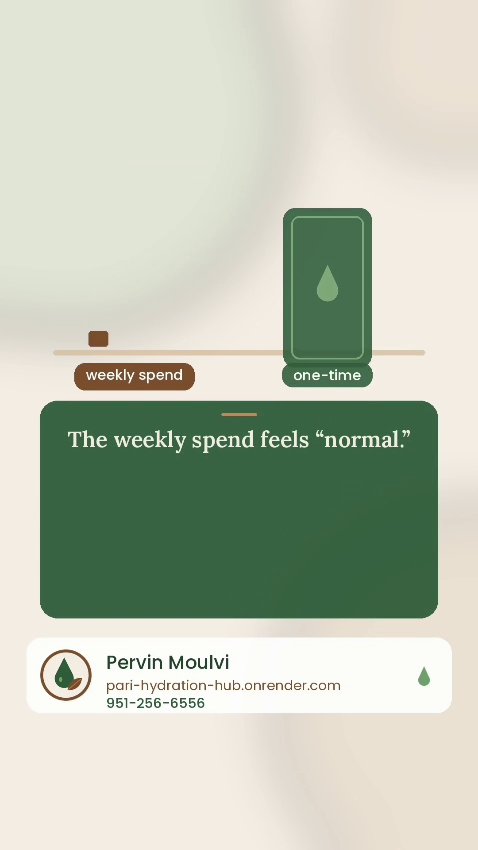 weekly spend
one-time
The weekly spend feels “normal.”
Pervin Moulvi
pari-hydration-hub.onrender.com
951-256-6556